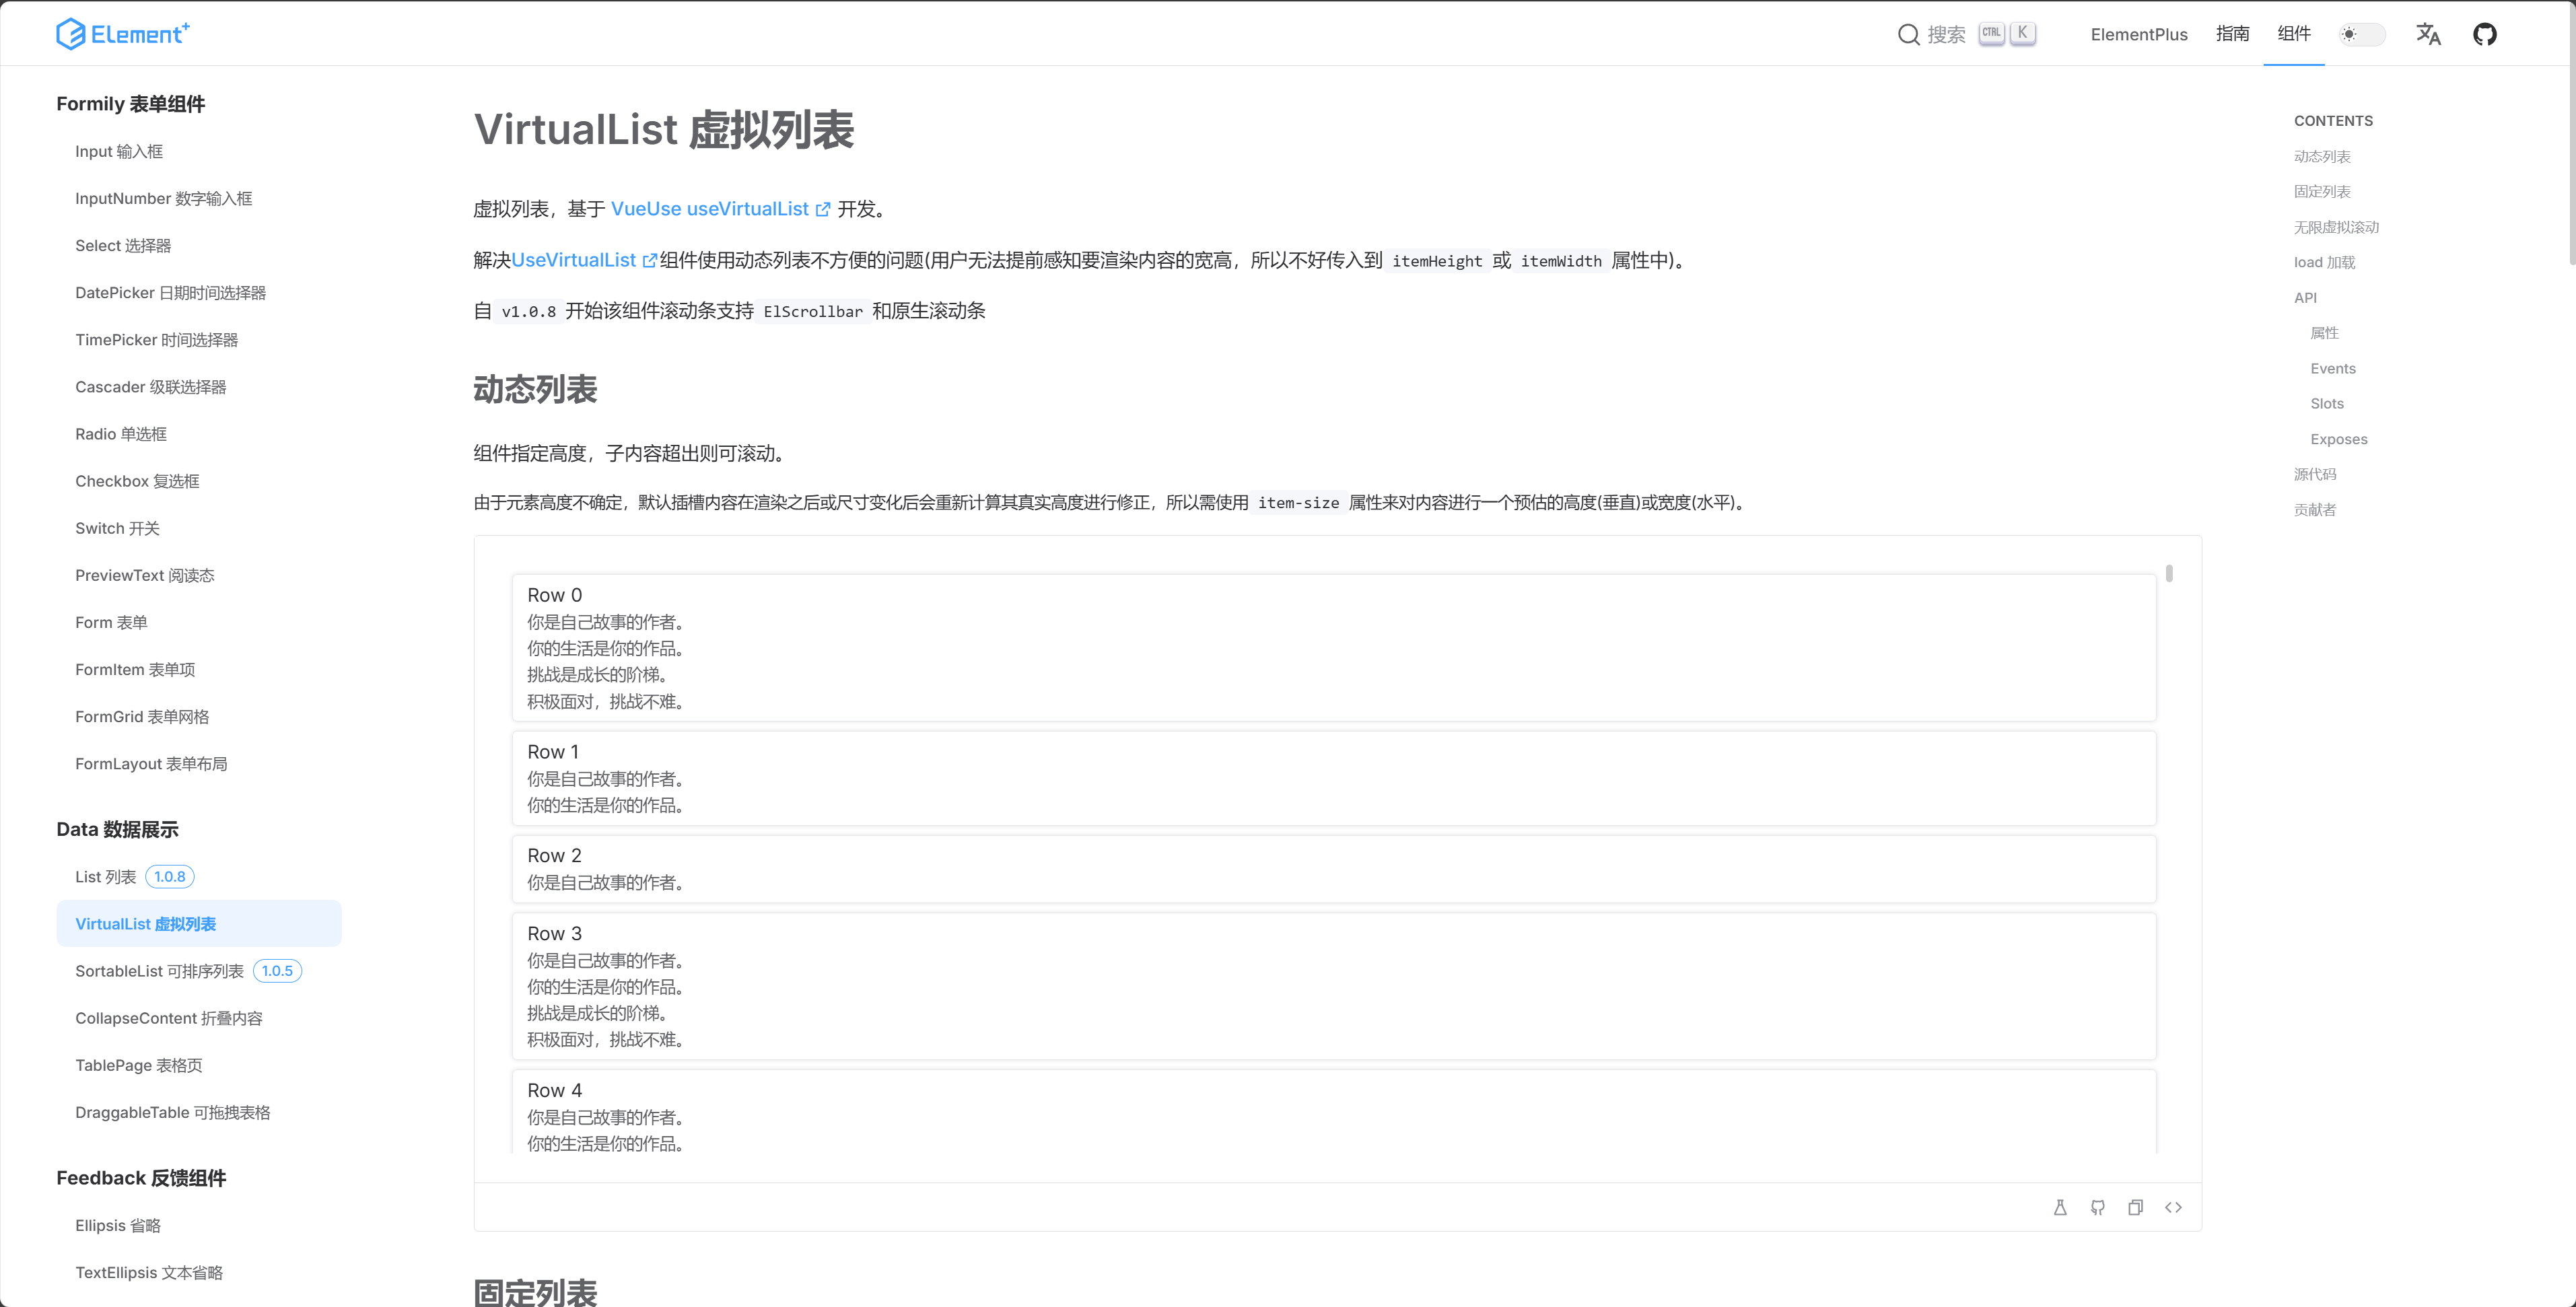 Element+
搜索 CTRL K
ElementPlus
指南
组件
Formily 表单组件
Input 输入框
InputNumber 数字输入框
Select 选择器
DatePicker 日期时间选择器
TimePicker 时间选择器
Cascader 级联选择器
Radio 单选框
Checkbox 复选框
Switch 开关
PreviewText 阅读态
Form 表单
FormItem 表单项
FormGrid 表单网格
FormLayout 表单布局
Data 数据展示
List 列表 1.0.8
VirtualList 虚拟列表
SortableList 可排序列表 1.0.5
CollapseContent 折叠内容
TablePage 表格页
DraggableTable 可拖拽表格
Feedback 反馈组件
Ellipsis 省略
TextEllipsis 文本省略
VirtualList 虚拟列表
虚拟列表，基于 VueUse useVirtualList 开发。
解决UseVirtualList 组件使用动态列表不方便的问题(用户无法提前感知要渲染内容的宽高，所以不好传入到 itemHeight 或 itemWidth 属性中)。
自 v1.0.8 开始该组件滚动条支持 ElScrollbar 和原生滚动条
动态列表
组件指定高度，子内容超出则可滚动。
由于元素高度不确定，默认插槽内容在渲染之后或尺寸变化后会重新计算其真实高度进行修正，所以需使用 item-size 属性来对内容进行一个预估的高度(垂直)或宽度(水平)。
Row 0
你是自己故事的作者。
你的生活是你的作品。
挑战是成长的阶梯。
积极面对，挑战不难。
Row 1
你是自己故事的作者。
你的生活是你的作品。
Row 2
你是自己故事的作者。
Row 3
你是自己故事的作者。
你的生活是你的作品。
挑战是成长的阶梯。
积极面对，挑战不难。
Row 4
你是自己故事的作者。
你的生活是你的作品。
固定列表
CONTENTS
动态列表
固定列表
无限虚拟滚动
load 加载
API
属性
Events
Slots
Exposes
源代码
贡献者